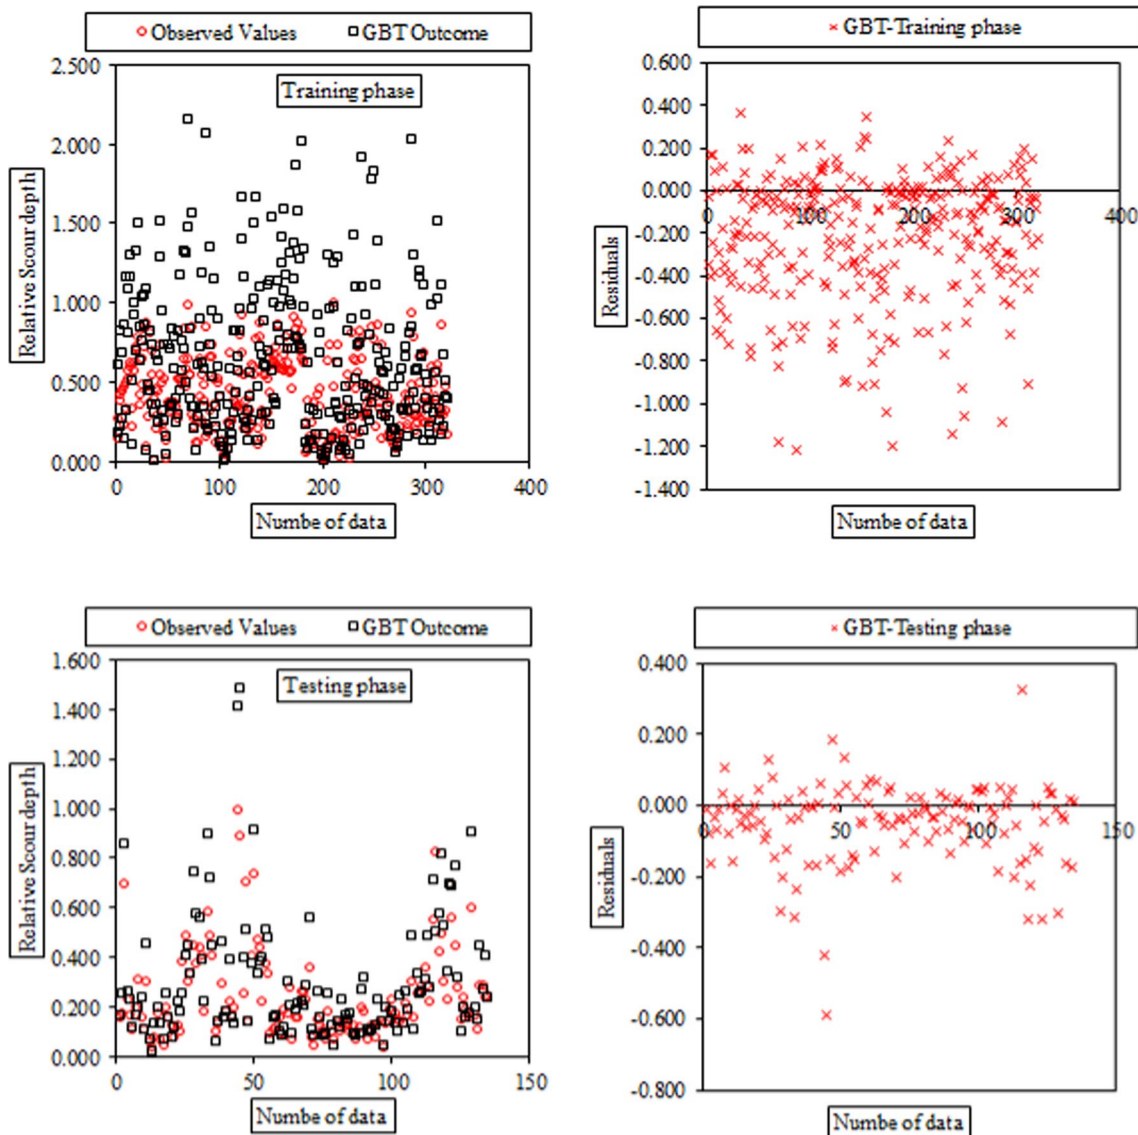 Observed Values GBT Outcome
2.500
2.000
1.500
1.000
0.500
0.000
0 100 200 300 400
Training phase
Relative Scour depth
Numbe of data
GBT-Training phase
0.600
0.400
0.200
0.000
-0.200
-0.400
-0.600
-0.800
-1.000
-1.200
-1.400
0 100 200 300 400
Residuals
Numbe of data
Observed Values GBT Outcome
1.600
1.400
1.200
1.000
0.800
0.600
0.400
0.200
0.000
0 50 100 150
Testing phase
Relative Scour depth
Numbe of data
GBT-Testing phase
0.400
0.200
0.000
-0.200
-0.400
-0.600
-0.800
0 50 100 150
Residuals
Numbe of data